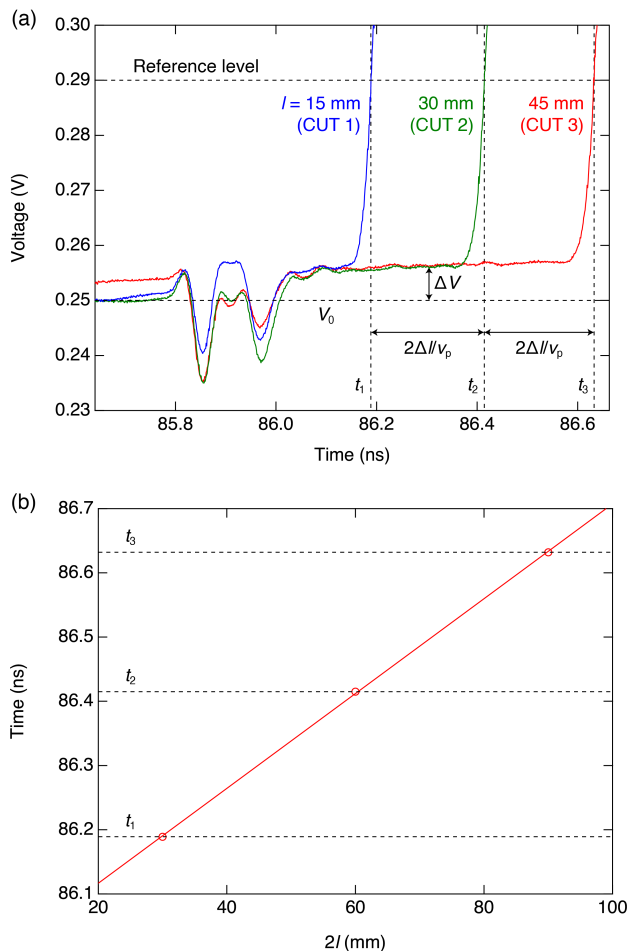 (a)
0.30
0.29
0.28
0.27
0.26
0.25
0.24
0.23
Voltage (V)
Reference level
l = 15 mm
(CUT 1)
30 mm
(CUT 2)
45 mm
(CUT 3)
ΔV
V0
2Δl/vp
2Δl/vp
t1
t2
t3
85.8
86.0
86.2
86.4
86.6
Time (ns)
(b)
86.7
86.6
86.5
86.4
86.3
86.2
86.1
Time (ns)
t3
t2
t1
20
40
60
80
100
2l (mm)